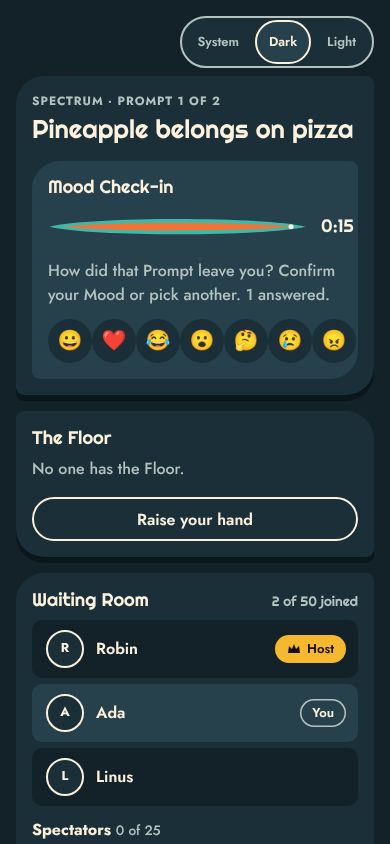 System Dark Light
SPECTRUM · PROMPT 1 OF 2
Pineapple belongs on pizza
Mood Check-in
0:15
How did that Prompt leave you? Confirm
your Mood or pick another. 1 answered.
The Floor
No one has the Floor.
Raise your hand
Waiting Room 2 of 50 joined
R Robin Host
A Ada You
L Linus
Spectators 0 of 25